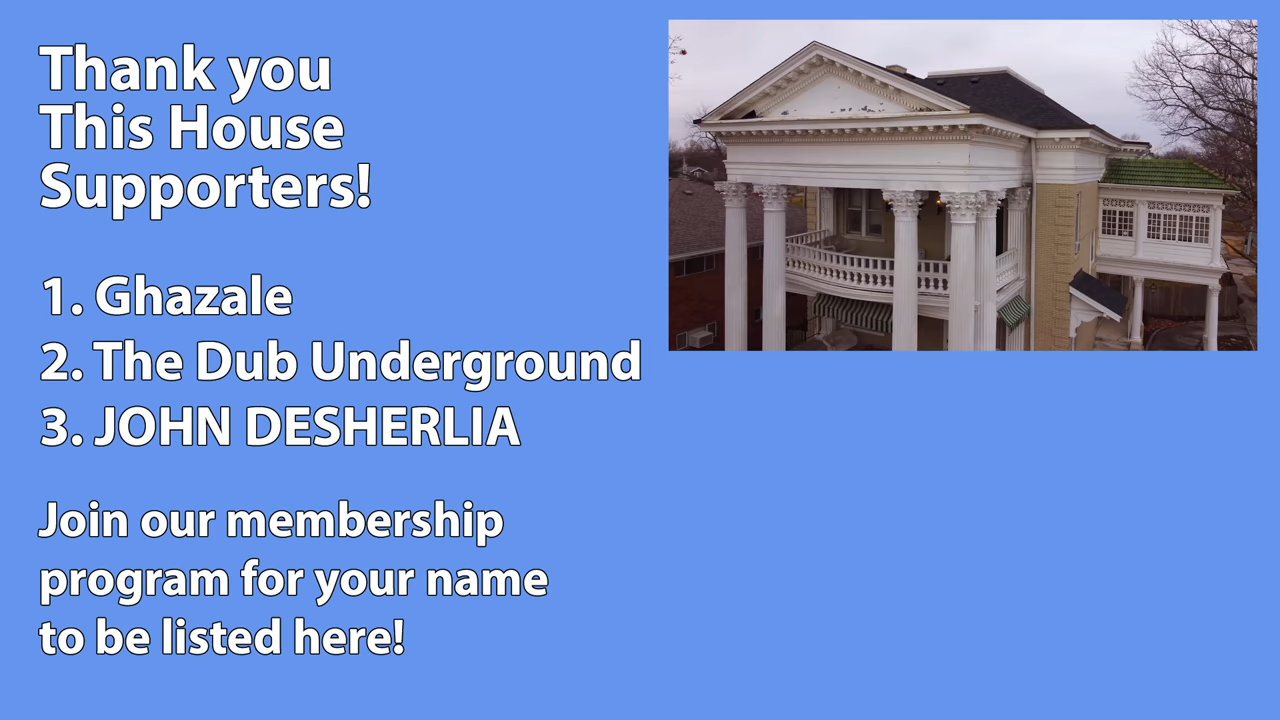 Thank you
This House
Supporters!
1. Ghazale
2. The Dub Underground
3. JOHN DESHERLIA
Join our membership
program for your name
to be listed here!